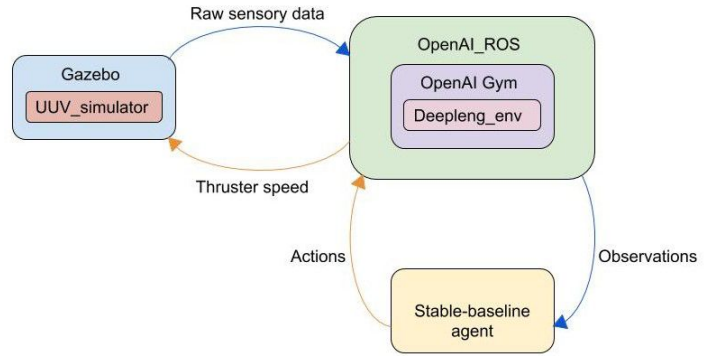 Raw sensory data
OpenAI_ROS
Gazebo
OpenAI Gym
UUV_simulator
Deepleng_env
Thruster speed
Actions
Observations
Stable-baseline
agent